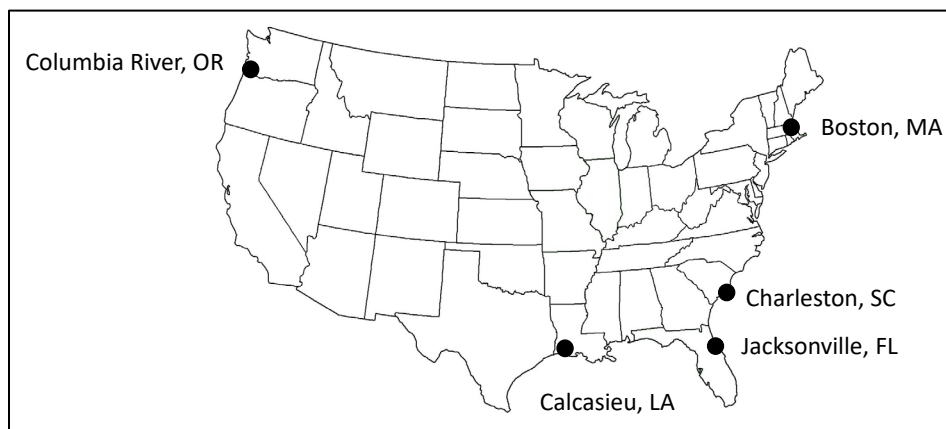 Columbia River, OR
Boston, MA
Charleston, SC
Jacksonville, FL
Calcasieu, LA